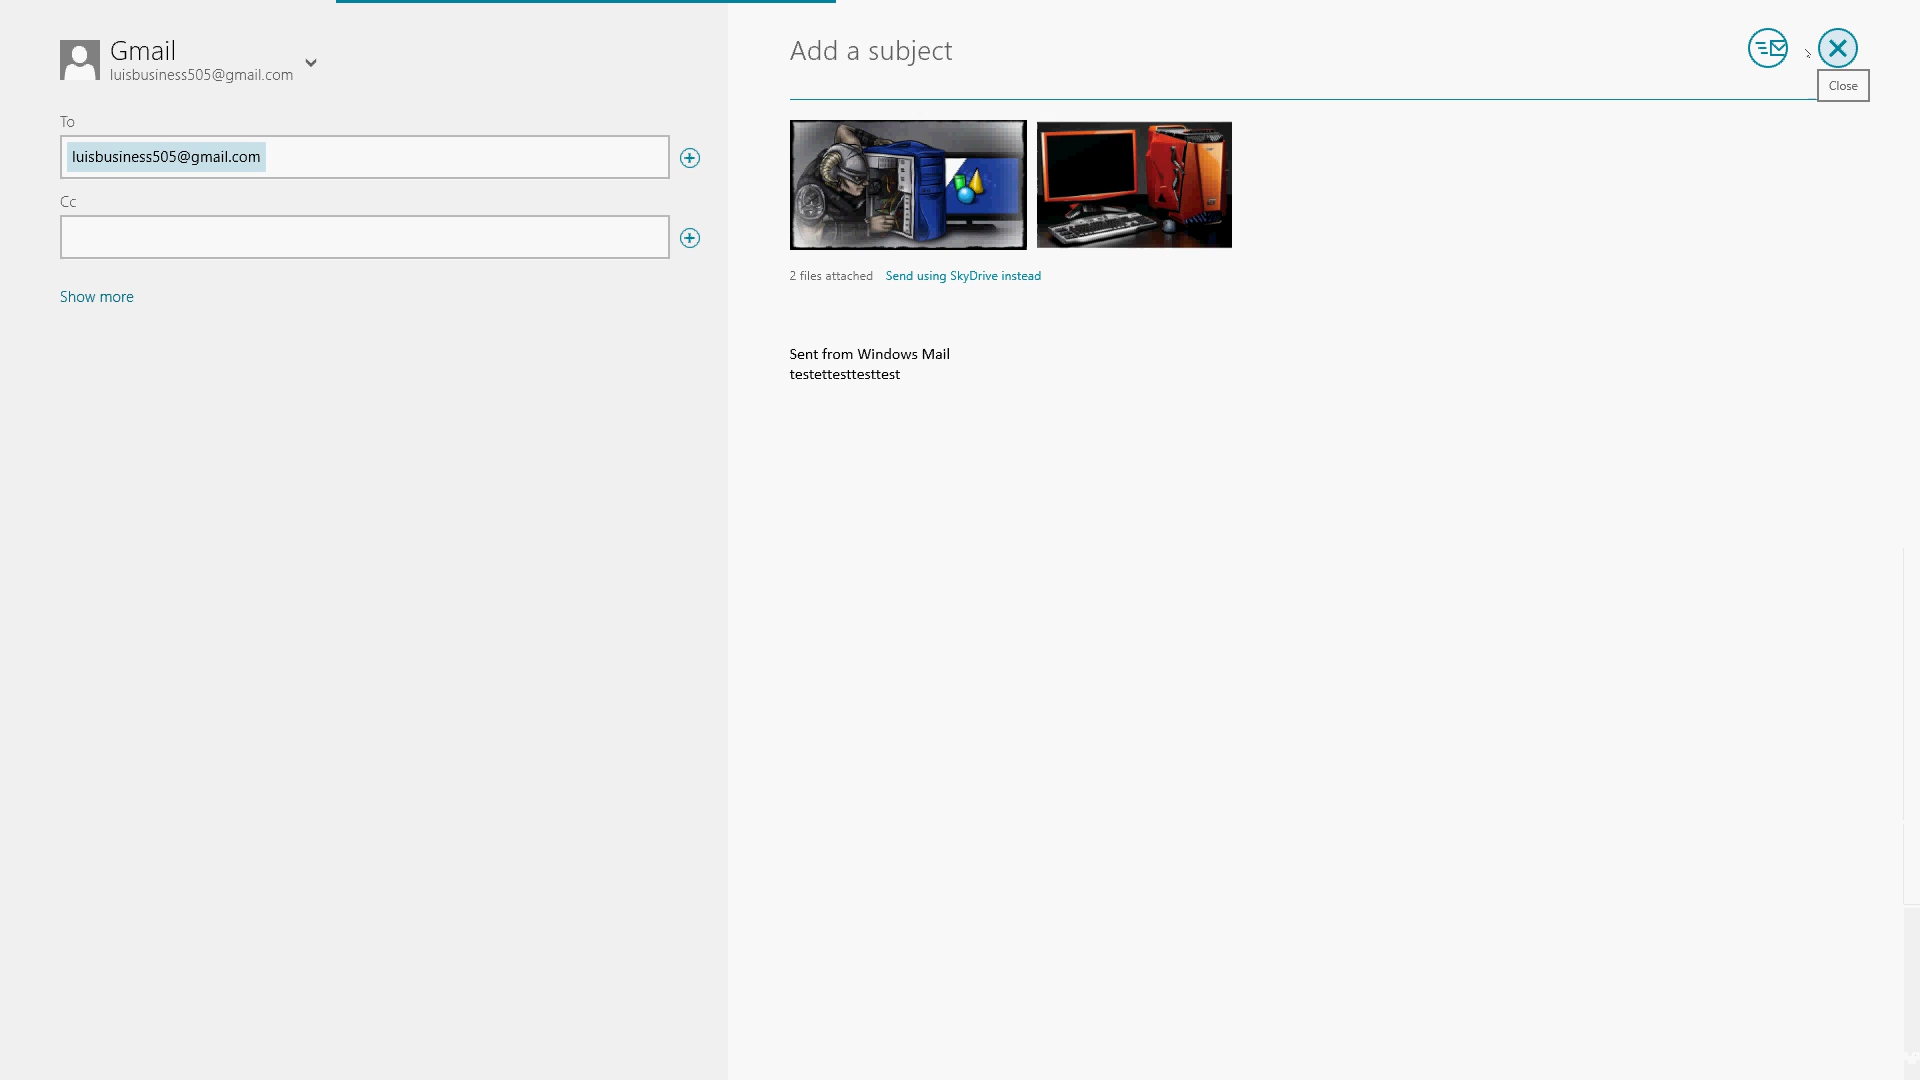 Gmail
luisbusiness505@gmail.com
To
luisbusiness505@gmail.com
Cc
Show more
Add a subject
Close
2 files attached Send using SkyDrive instead
Sent from Windows Mail
testettesttesttest